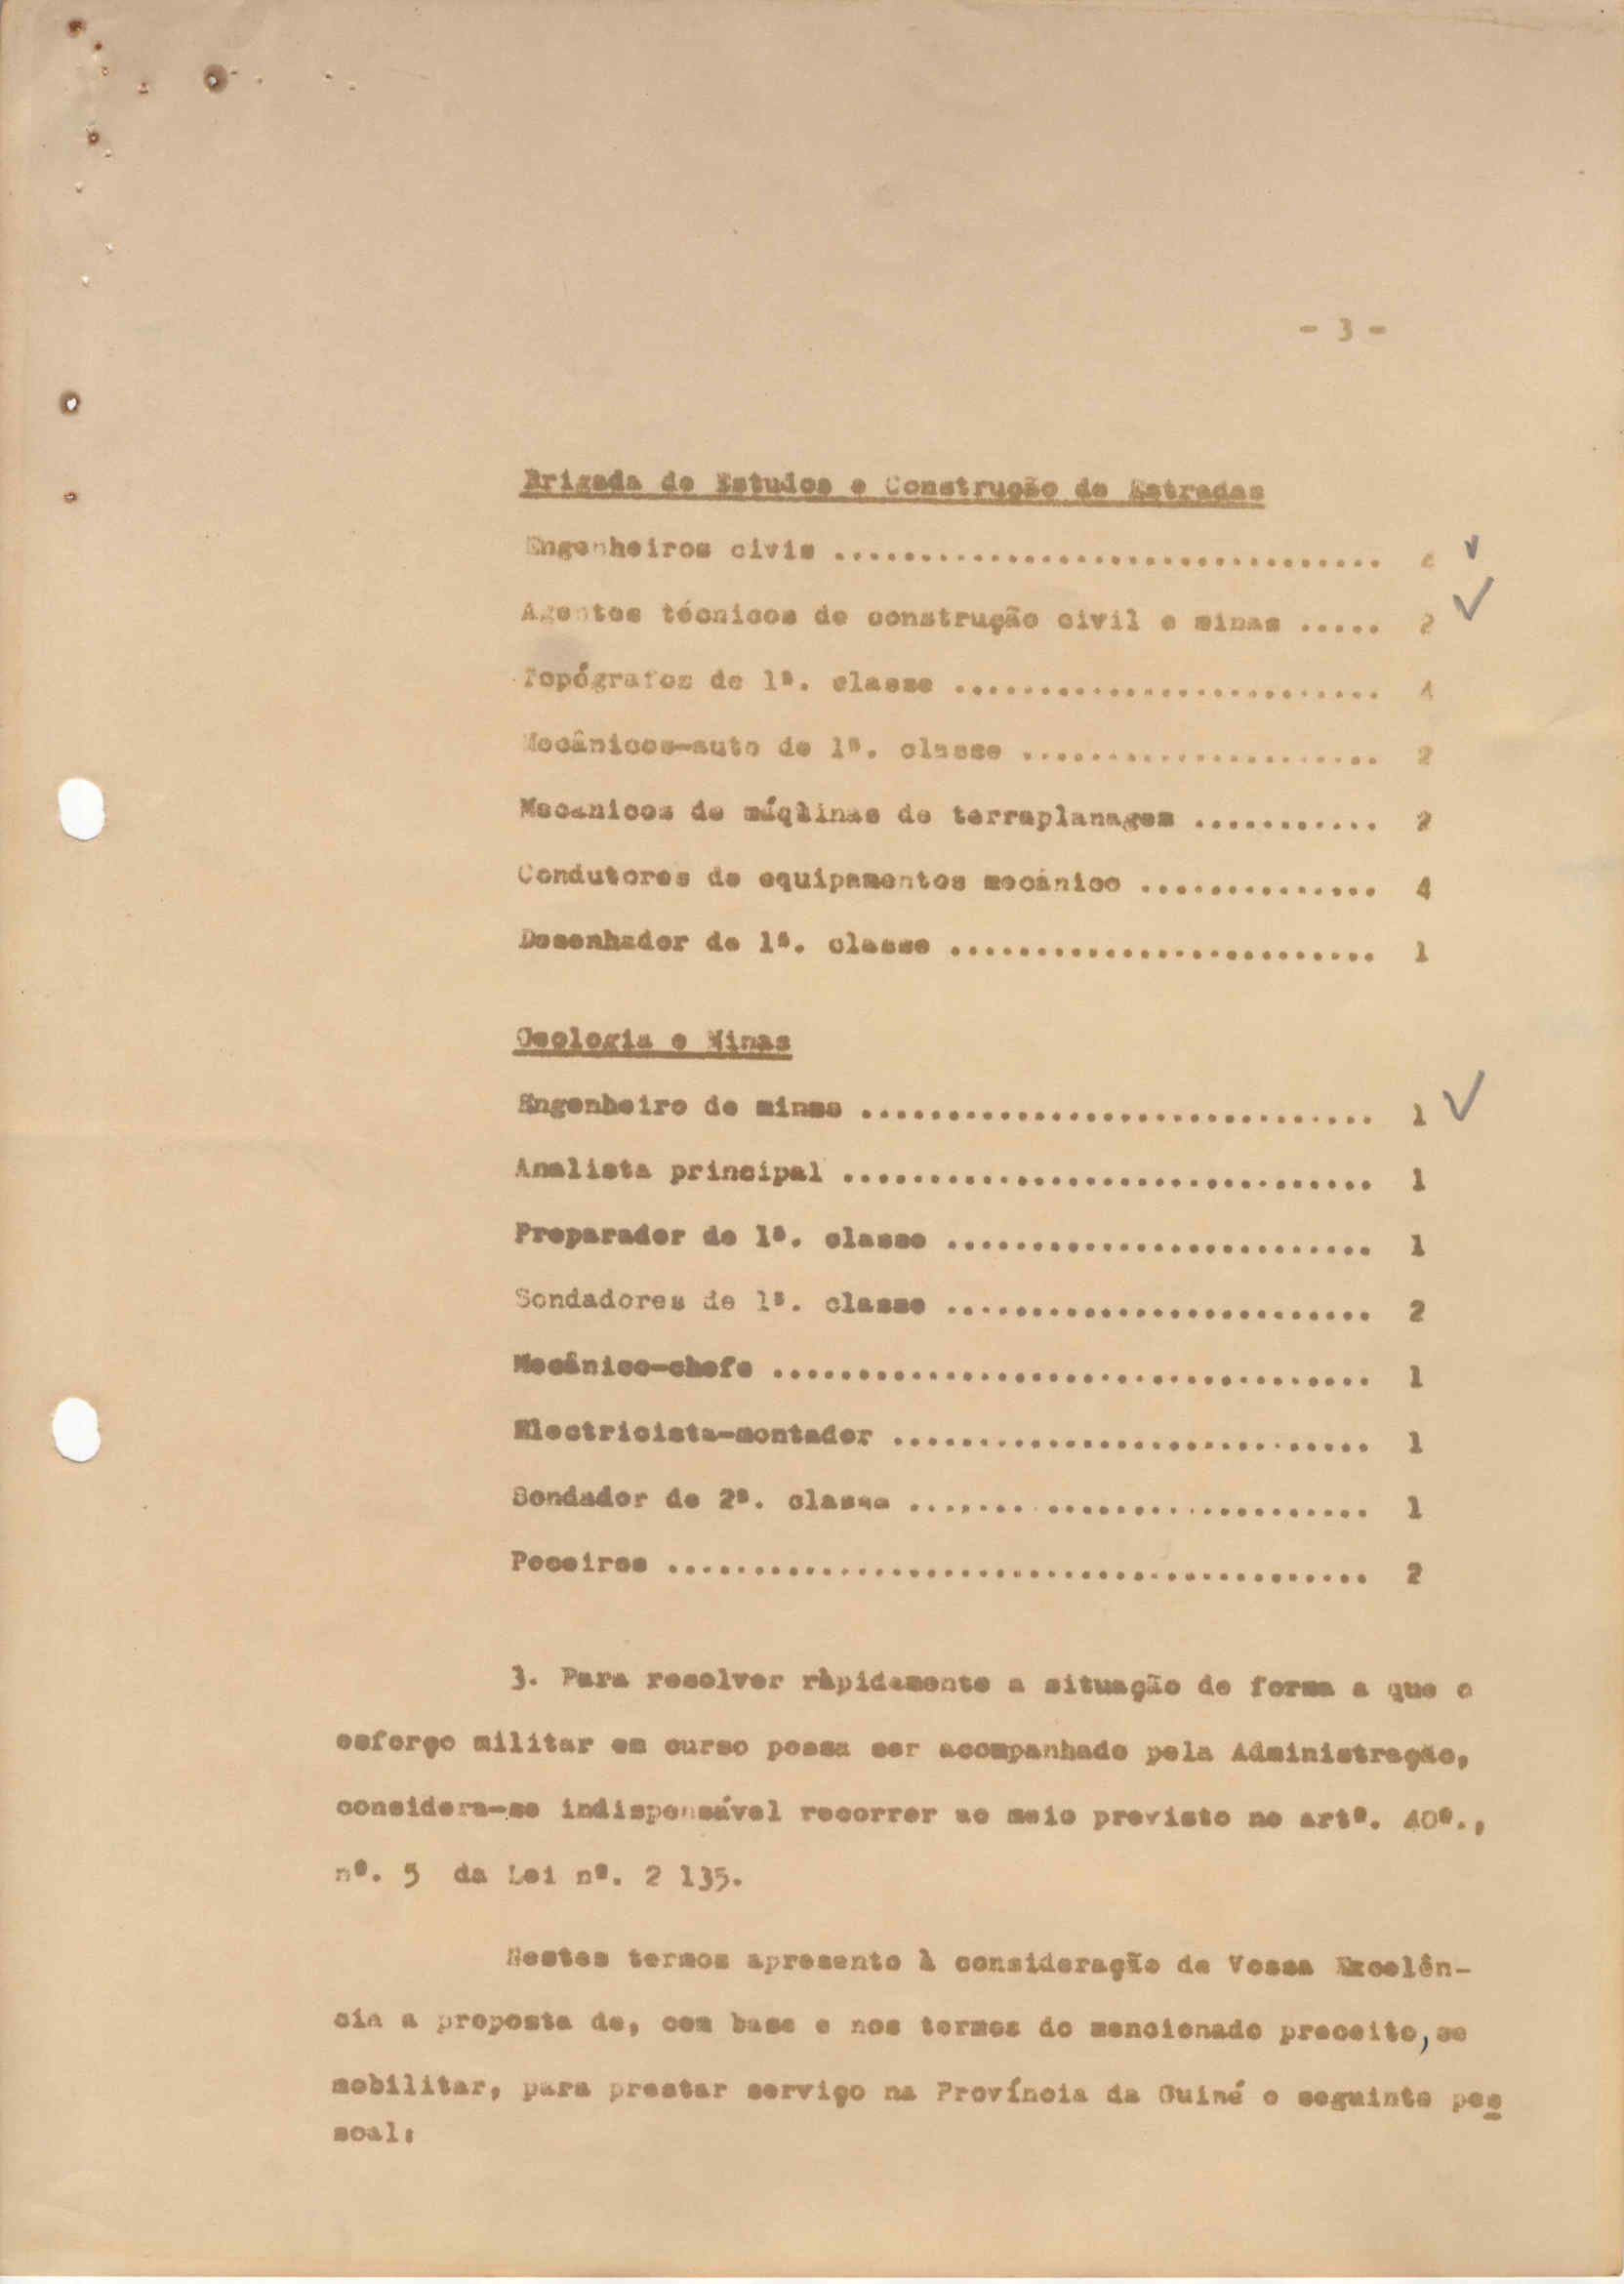 - 3 -
Brigada de Estudos e Construção de Estradas
Engenheiros civis ................................
Agentes técnicos de construção civil e minas ..... 2
Topógrafos de 1ª. classe ......................... 4
Mecânicos-auto de 1ª. classe ..................... 2
Mecanicos de máqlinas de terraplanagem ........... 2
Condutores de equipamentos mecânico .............. 4
Desenhador de 1ª. classe ......................... 1
Geologia e Minas
Engenheiro de minas .............................. 1
Analista principal ............................... 1
Preparador de 1ª. classe ......................... 1
Sondadores de 1ª. classe ......................... 2
Mecânico-chefe ................................... 1
Electricista-montador ............................ 1
Sondador de 2ª. classe ........................... 1
Poceiros ......................................... 2
3. Para resolver ràpidamente a situação de forma a que o
esforço militar em curso possa ser acompanhado pela Administração,
considera-se indispensável recorrer ao meio previsto no artº. 40º.,
nº. 5 da Lei nº. 2 135.
Nestes termos apresento à consideração de Vossa Excelên-
cia a proposta de, com base e nos termos do mencionado preceito, se
mobilitar, para prestar serviço na Província da Guiné o seguinte pes
soal: